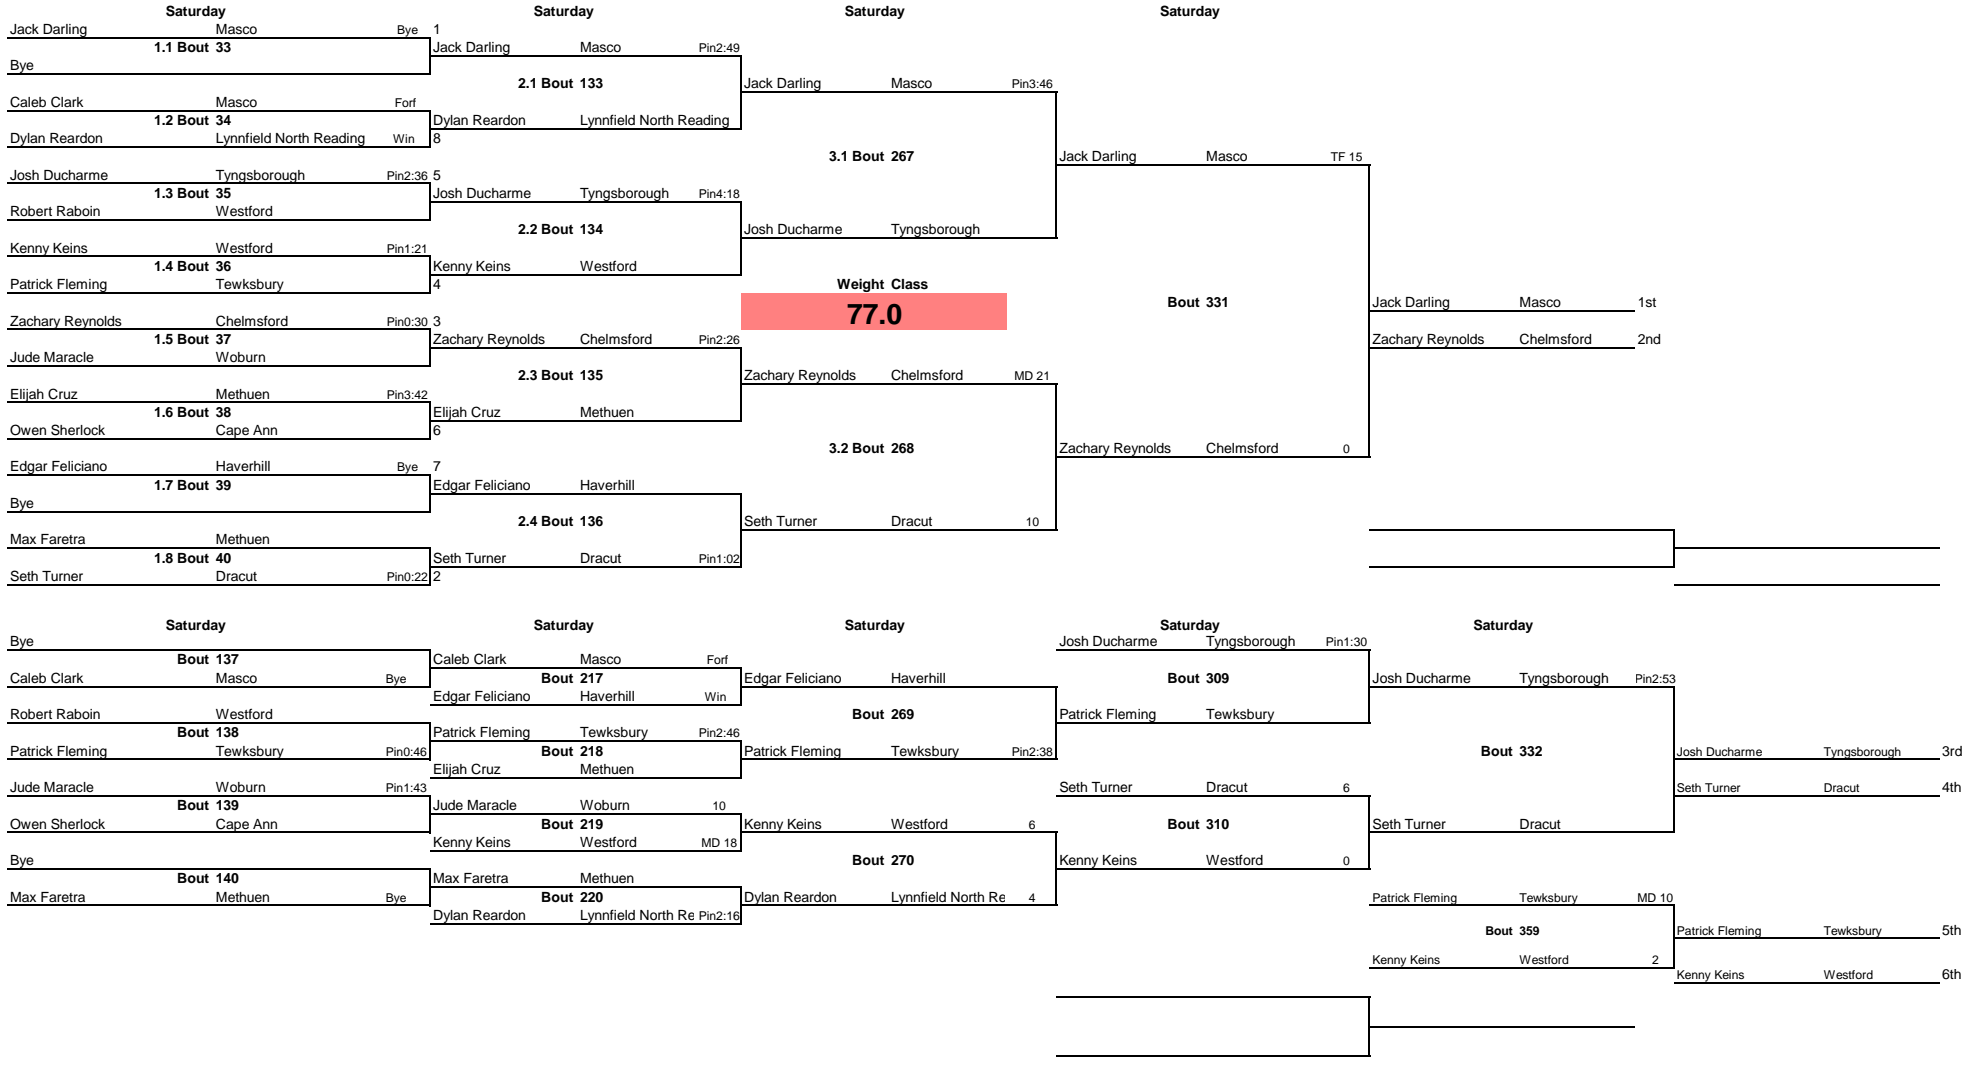 Saturday Saturday Saturday Saturday
Jack Darling Masco Bye 1
1.1 Bout 33 Jack Darling Masco Pin2:49
Bye
2.1 Bout 133 Jack Darling Masco Pin3:46
Caleb Clark Masco Forf
1.2 Bout 34 Dylan Reardon Lynnfield North Reading
Dylan Reardon Lynnfield North Reading Win 8
3.1 Bout 267 Jack Darling Masco TF 15
Josh Ducharme Tyngsborough Pin2:36 5
1.3 Bout 35 Josh Ducharme Tyngsborough Pin4:18
Robert Raboin Westford
2.2 Bout 134 Josh Ducharme Tyngsborough
Kenny Keins Westford Pin1:21
1.4 Bout 36 Kenny Keins Westford
Patrick Fleming Tewksbury 4 Weight Class
Bout 331 Jack Darling Masco 1st
77.0
Zachary Reynolds Chelmsford Pin0:30 3
1.5 Bout 37 Zachary Reynolds Chelmsford Pin2:26 Zachary Reynolds Chelmsford 2nd
Jude Maracle Woburn
2.3 Bout 135 Zachary Reynolds Chelmsford MD 21
Elijah Cruz Methuen Pin3:42
1.6 Bout 38 Elijah Cruz Methuen
Owen Sherlock Cape Ann 6
3.2 Bout 268 Zachary Reynolds Chelmsford 0
Edgar Feliciano Haverhill Bye 7
1.7 Bout 39 Edgar Feliciano Haverhill
Bye
2.4 Bout 136 Seth Turner Dracut 10
Max Faretra Methuen
1.8 Bout 40 Seth Turner Dracut Pin1:02
Seth Turner Dracut Pin0:22 2
Saturday Saturday Saturday Saturday Saturday
Bye Josh Ducharme Tyngsborough Pin1:30
Bout 137 Caleb Clark Masco Forf
Caleb Clark Masco Bye Bout 217 Edgar Feliciano Haverhill Bout 309 Josh Ducharme Tyngsborough Pin2:53
Edgar Feliciano Haverhill Win
Robert Raboin Westford Bout 269 Patrick Fleming Tewksbury
Bout 138 Patrick Fleming Tewksbury Pin2:46
Patrick Fleming Tewksbury Pin0:46 Bout 218 Patrick Fleming Tewksbury Pin2:38 Bout 332 Josh Ducharme Tyngsborough 3rd
Elijah Cruz Methuen
Jude Maracle Woburn Pin1:43 Seth Turner Dracut 6 Seth Turner Dracut 4th
Bout 139 Jude Maracle Woburn 10
Owen Sherlock Cape Ann Bout 219 Kenny Keins Westford 6 Bout 310 Seth Turner Dracut
Kenny Keins Westford MD 18
Bye Bout 270 Kenny Keins Westford 0
Bout 140 Max Faretra Methuen
Max Faretra Methuen Bye Bout 220 Dylan Reardon Lynnfield North Re 4 Patrick Fleming Tewksbury MD 10
Dylan Reardon Lynnfield North Re Pin2:16
Bout 359 Patrick Fleming Tewksbury 5th
Kenny Keins Westford 2
Kenny Keins Westford 6th